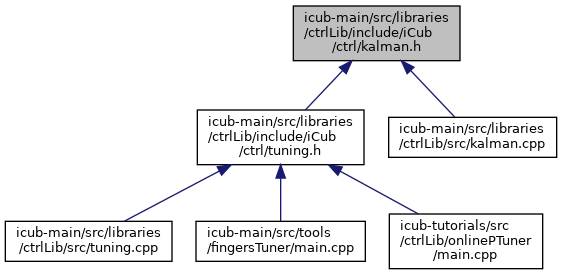 icub-main/src/libraries
/ctrlLib/include/iCub
/ctrl/kalman.h
icub-main/src/libraries
/ctrlLib/include/iCub
/ctrl/tuning.h
icub-main/src/libraries
/ctrlLib/src/kalman.cpp
icub-main/src/libraries
/ctrlLib/src/tuning.cpp
icub-main/src/tools
/fingersTuner/main.cpp
icub-tutorials/src
/ctrlLib/onlinePTuner
/main.cpp